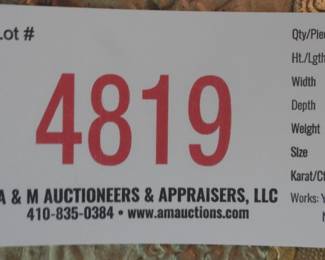 Lot #
4819
A & M AUCTIONEERS & APPRAISERS, LLC
410-835-0384 • www.amauctions.com
Qty/Pie
Ht./Lgth
Width
Depth
Weight
Size
Karat/Ct
Works: Y
N